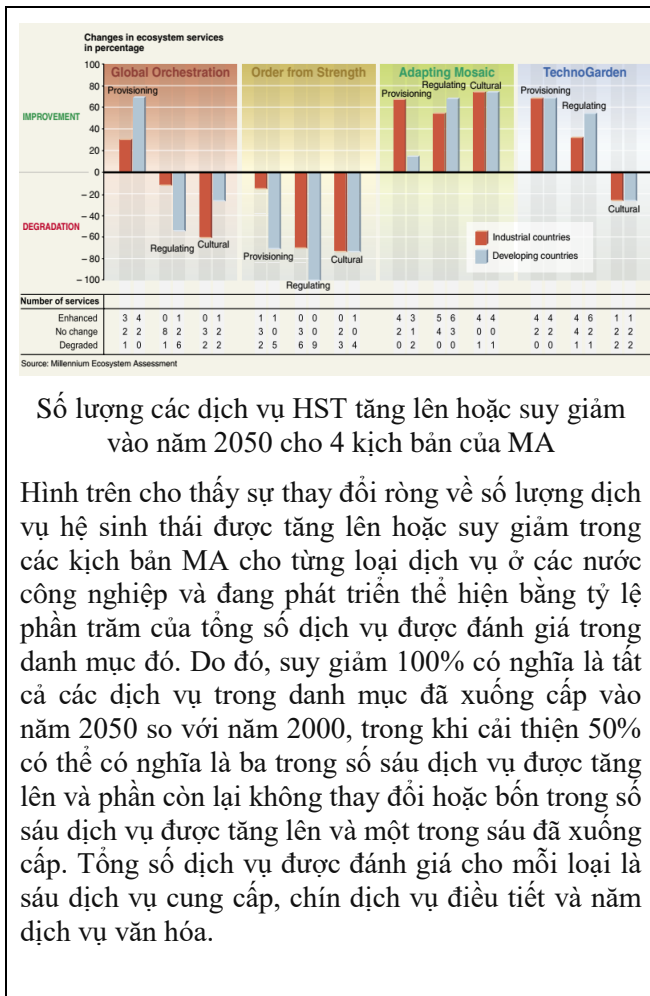 Changes in ecosystem services
in percentage
100
80
60
40
20
0
– 20
– 40
– 60
– 80
– 100
IMPROVEMENT
DEGRADATION
Global Orchestration
Order from Strength
Adapting Mosaic
TechnoGarden
Provisioning
Regulating
Cultural
Provisioning
Regulating
Cultural
Provisioning
Regulating
Cultural
Provisioning
Regulating
Cultural
Industrial countries
Developing countries
Number of services
Enhanced 3 4 0 1 0 1 1 1 0 0 0 1 4 3 5 6 4 4 4 4 4 6 1 1
No change 2 2 8 2 3 2 3 0 3 0 2 0 2 1 4 3 0 0 2 2 4 2 2 2
Degraded 1 0 1 6 2 2 2 5 6 9 3 4 0 2 0 0 1 1 0 0 1 1 2 2
Source: Millennium Ecosystem Assessment
Số lượng các dịch vụ HST tăng lên hoặc suy giảm
vào năm 2050 cho 4 kịch bản của MA
Hình trên cho thấy sự thay đổi ròng về số lượng dịch
vụ hệ sinh thái được tăng lên hoặc suy giảm trong
các kịch bản MA cho từng loại dịch vụ ở các nước
công nghiệp và đang phát triển thể hiện bằng tỷ lệ
phần trăm của tổng số dịch vụ được đánh giá trong
danh mục đó. Do đó, suy giảm 100% có nghĩa là tất
cả các dịch vụ trong danh mục đã xuống cấp vào
năm 2050 so với năm 2000, trong khi cải thiện 50%
có thể có nghĩa là ba trong số sáu dịch vụ được tăng
lên và phần còn lại không thay đổi hoặc bốn trong số
sáu dịch vụ được tăng lên và một trong sáu đã xuống
cấp. Tổng số dịch vụ được đánh giá cho mỗi loại là
sáu dịch vụ cung cấp, chín dịch vụ điều tiết và năm
dịch vụ văn hóa.